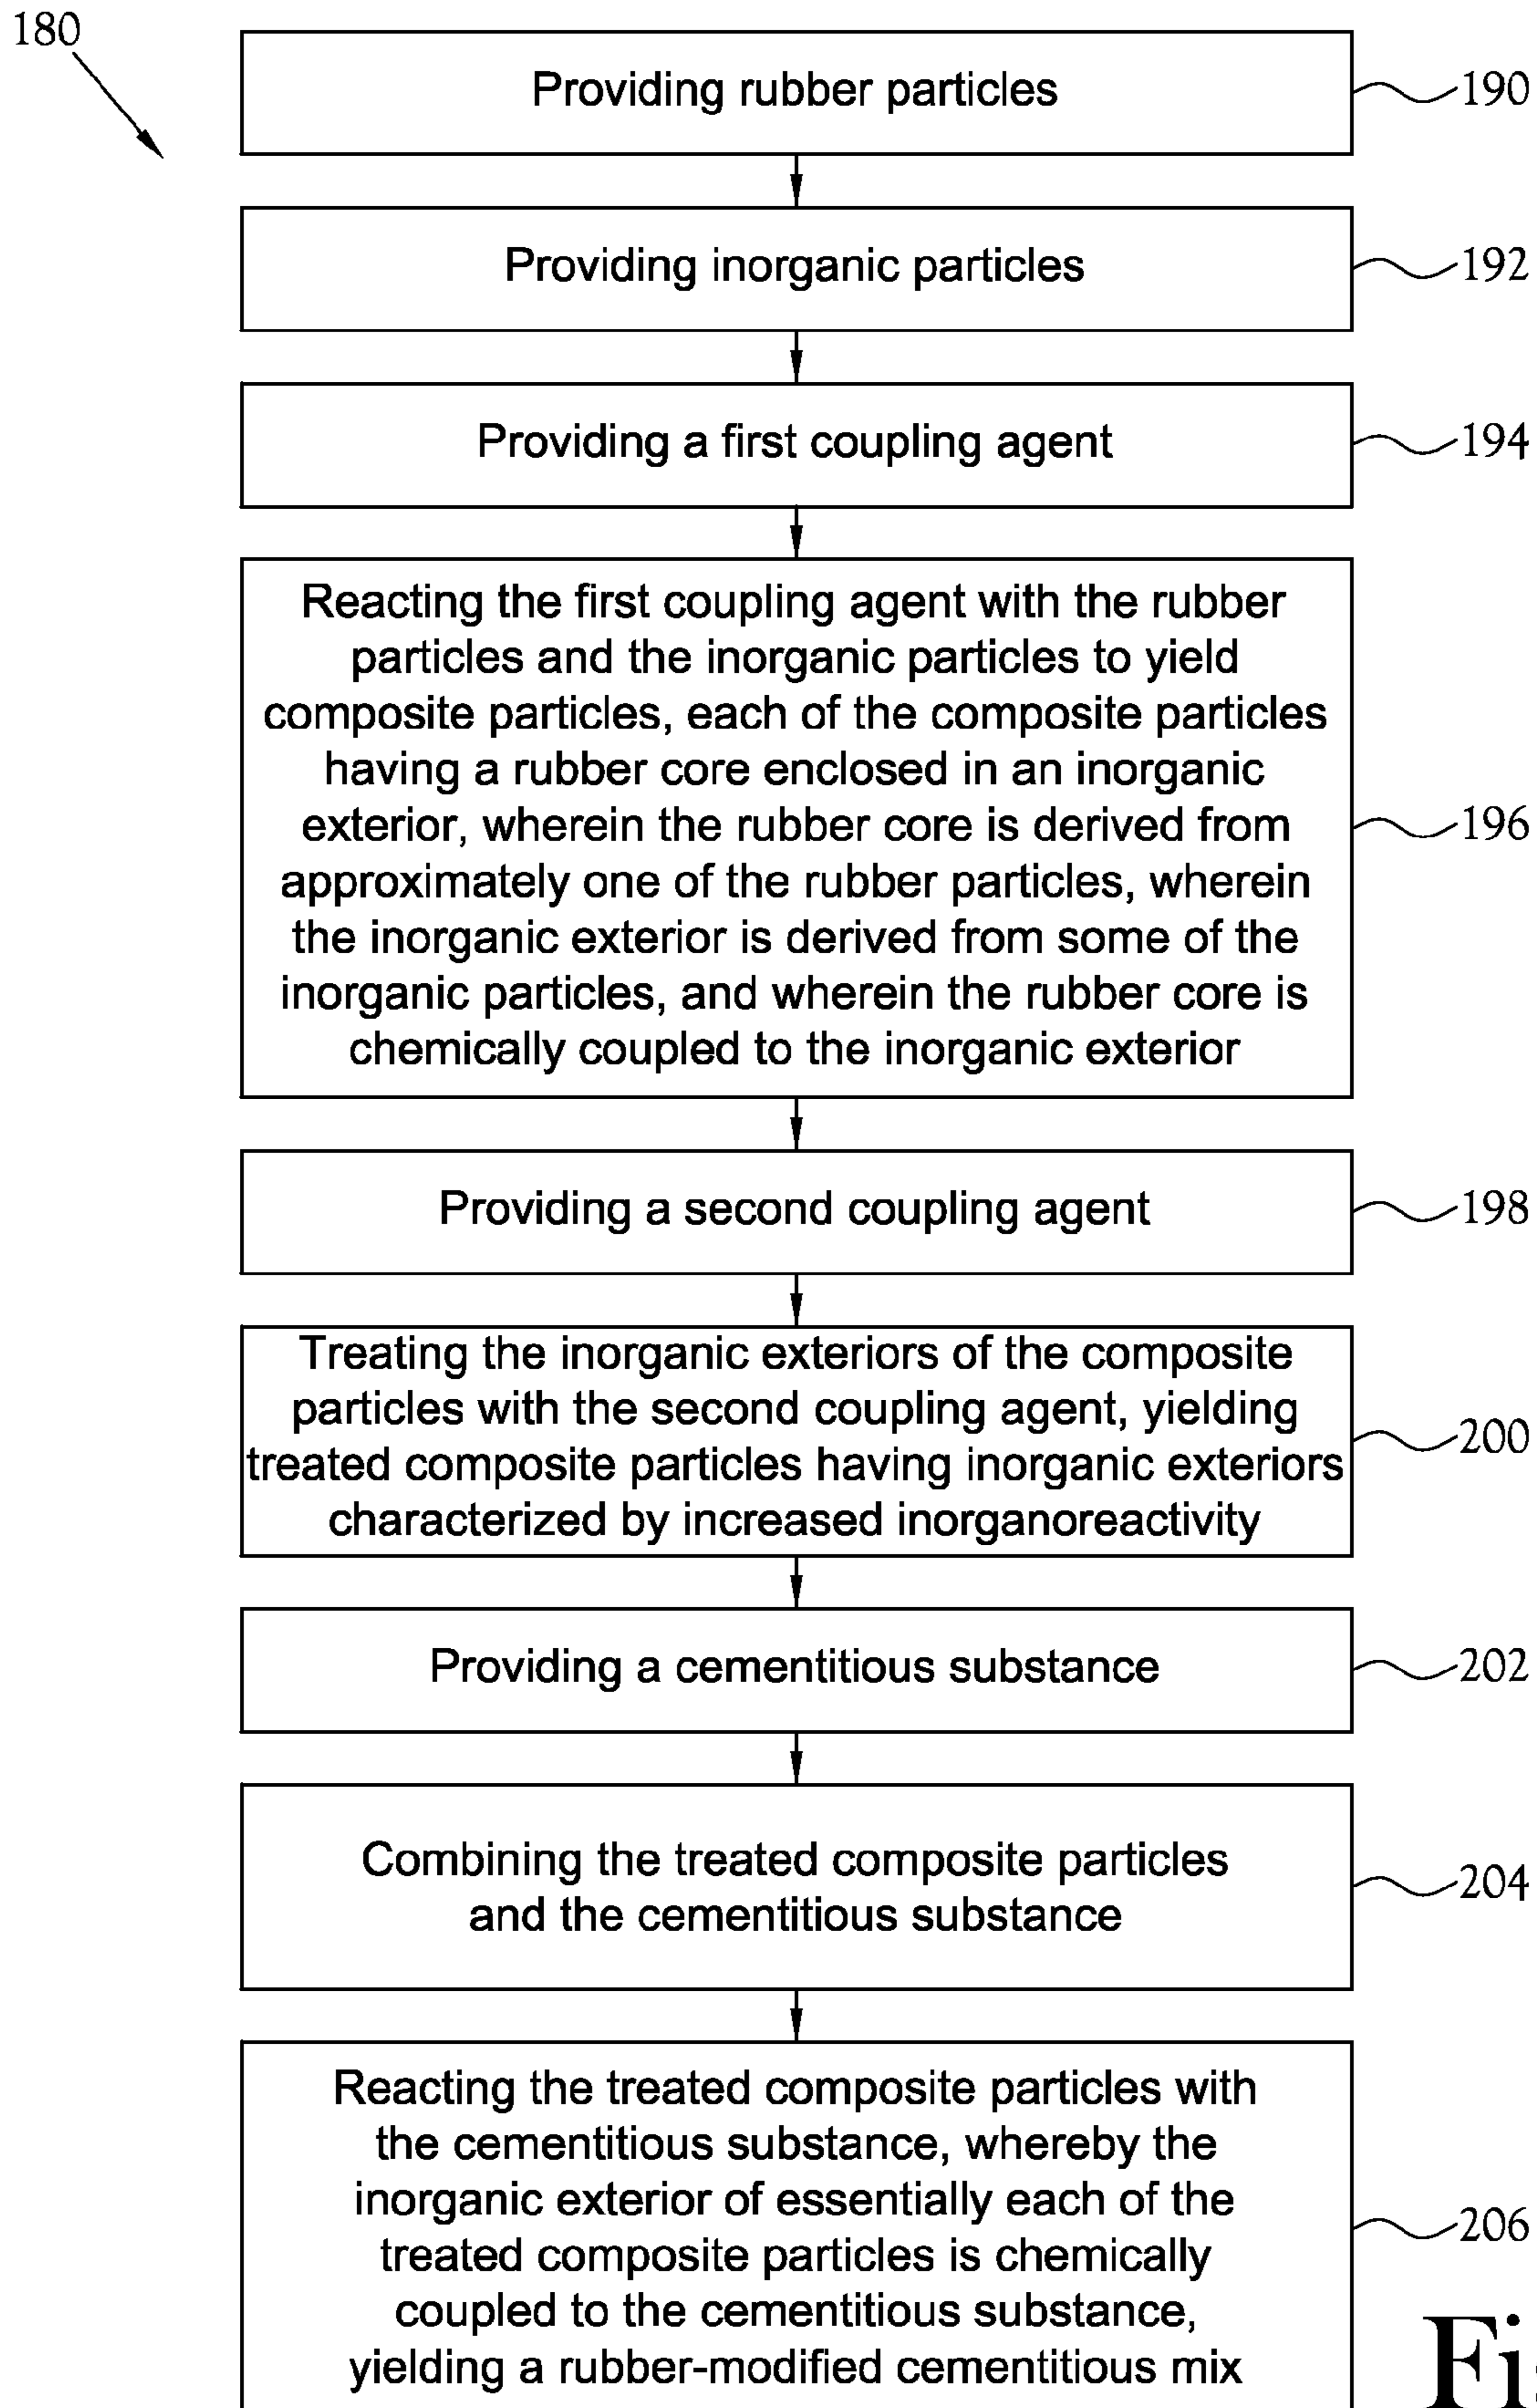 180
Providing rubber particles
190
Providing inorganic particles
192
Providing a first coupling agent
194
Reacting the first coupling agent with the rubber
particles and the inorganic particles to yield
composite particles, each of the composite particles
having a rubber core enclosed in an inorganic
exterior, wherein the rubber core is derived from
approximately one of the rubber particles, wherein
the inorganic exterior is derived from some of the
inorganic particles, and wherein the rubber core is
chemically coupled to the inorganic exterior
196
Providing a second coupling agent
198
Treating the inorganic exteriors of the composite
particles with the second coupling agent, yielding
treated composite particles having inorganic exteriors
characterized by increased inorganoreactivity
200
Providing a cementitious substance
202
Combining the treated composite particles
and the cementitious substance
204
Reacting the treated composite particles with
the cementitious substance, whereby the
inorganic exterior of essentially each of the
treated composite particles is chemically
coupled to the cementitious substance,
yielding a rubber-modified cementitious mix
206